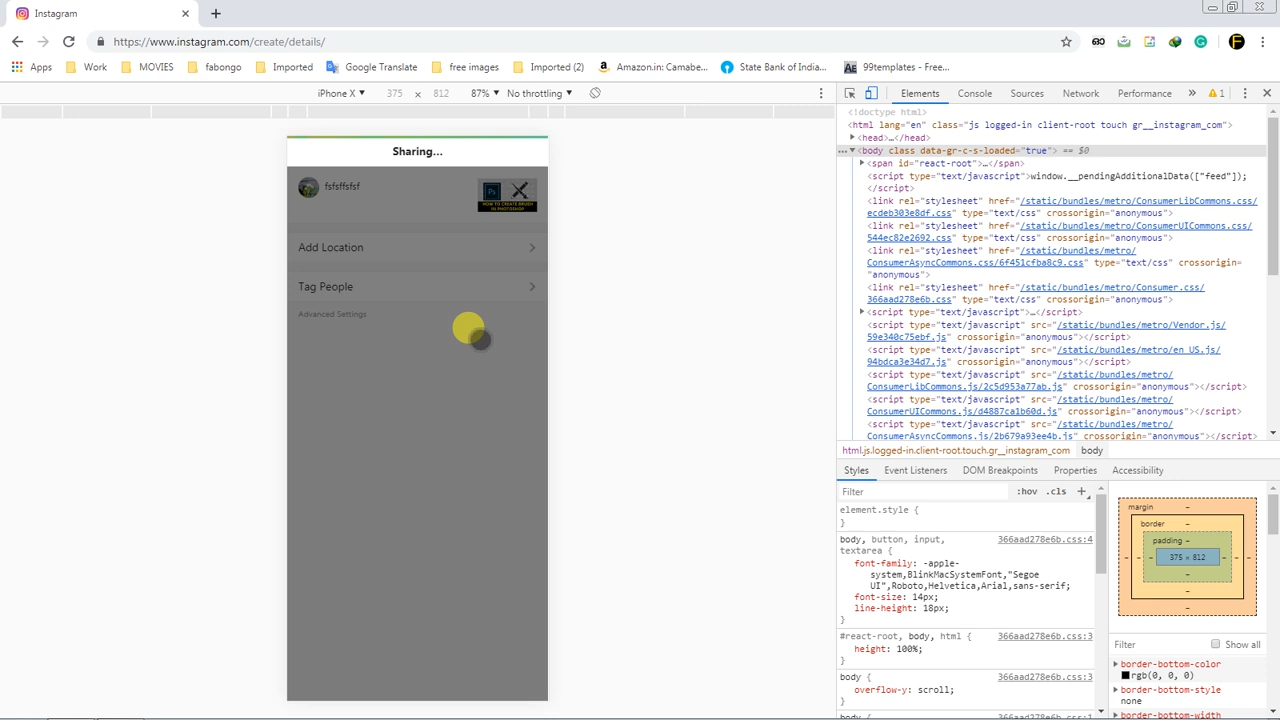 Instagram
https://www.instagram.com/create/details/
Apps Work MOVIES fabongo Imported Google Translate free images Imported (2) Amazon.in: Camabe... State Bank of India... 99templates - Free...
iPhone X 375 × 812 87% No throttling
Elements Console Sources Network Performance » 1
Sharing...
fsfsffsfsf
Ps
HOW TO CREATE BRUSH
IN PHOTOSHOP
Add Location
Tag People
Advanced Settings
<!doctype html>
<html lang="en" class="js logged-in client-root touch gr__instagram_com">
<head>…</head>
<body class data-gr-c-s-loaded="true"> == $0
<span id="react-root">…</span>
<script type="text/javascript">window.__pendingAdditionalData(["feed"]);
</script>
<link rel="stylesheet" href="/static/bundles/metro/ConsumerLibCommons.css/
ecdeb303e8df.css" type="text/css" crossorigin="anonymous">
<link rel="stylesheet" href="/static/bundles/metro/ConsumerUICommons.css/
544ec82e2692.css" type="text/css" crossorigin="anonymous">
<link rel="stylesheet" href="/static/bundles/metro/
ConsumerAsyncCommons.css/6f451cfba8c9.css" type="text/css" crossorigin=
"anonymous">
<link rel="stylesheet" href="/static/bundles/metro/Consumer.css/
366aad278e6b.css" type="text/css" crossorigin="anonymous">
<script type="text/javascript">…</script>
<script type="text/javascript" src="/static/bundles/metro/Vendor.js/
59e340c75ebf.js" crossorigin="anonymous"></script>
<script type="text/javascript" src="/static/bundles/metro/en_US.js/
94bdca3e34d7.js" crossorigin="anonymous"></script>
<script type="text/javascript" src="/static/bundles/metro/
ConsumerLibCommons.js/2c5d953a77ab.js" crossorigin="anonymous"></script>
<script type="text/javascript" src="/static/bundles/metro/
ConsumerUICommons.js/d4887ca1b60d.js" crossorigin="anonymous"></script>
<script type="text/javascript" src="/static/bundles/metro/
ConsumerAsyncCommons.js/2b679a93ee4b.js" crossorigin="anonymous"></script>
html.js.logged-in.client-root.touch.gr__instagram_com body
Styles Event Listeners DOM Breakpoints Properties Accessibility
Filter :hov .cls +
element.style {
}
body, button, input, 366aad278e6b.css:4
textarea {
font-family: -apple-
system,BlinkMacSystemFont,"Segoe
UI",Roboto,Helvetica,Arial,sans-serif;
font-size: 14px;
line-height: 18px;
}
#react-root, body, html { 366aad278e6b.css:3
height: 100%;
}
body { 366aad278e6b.css:3
overflow-y: scroll;
}
body { 366aad278e6b.css:1
margin –
border –
padding –
– – – 375 × 812 – – –
–
–
–
Filter Show all
border-bottom-color
rgb(0, 0, 0)
border-bottom-style
none
border-bottom-width